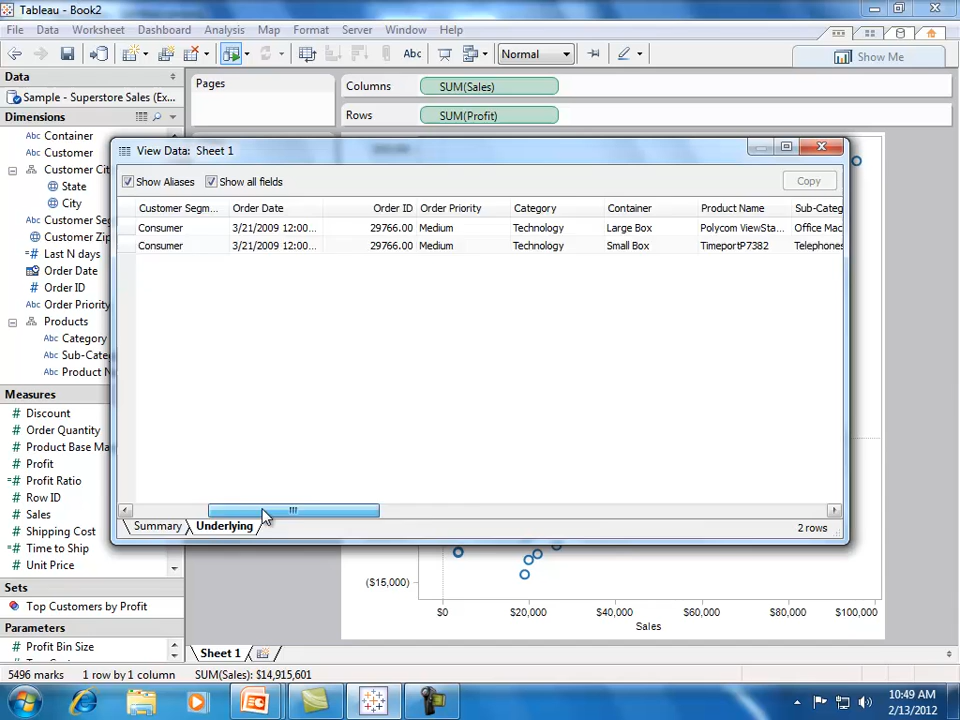 Tableau - Book2
File Data Worksheet Dashboard Analysis Map Format Server Window Help
Abc Normal Show Me
Data
Sample - Superstore Sales (Ex...
Dimensions
Abc Container
Abc Customer
Customer Cit
State
City
Customer Seg
Customer Zip
Last N days
Order Date
# Order ID
Abc Order Priority
Products
Abc Category
Abc Sub-Cate
Abc Product N
Measures
# Discount
# Order Quantity
# Product Base Ma
# Profit
=# Profit Ratio
# Row ID
# Sales
# Shipping Cost
=# Time to Ship
# Unit Price
Sets
Top Customers by Profit
Parameters
# Profit Bin Size
Pages
Columns SUM(Sales)
Rows SUM(Profit)
View Data: Sheet 1
Show Aliases Show all fields Copy
Customer Segm... Order Date Order ID Order Priority Category Container Product Name Sub-Categ
Consumer 3/21/2009 12:00... 29766.00 Medium Technology Large Box Polycom ViewSta... Office Mac
Consumer 3/21/2009 12:00... 29766.00 Medium Technology Small Box TimeportP7382 Telephones
Summary Underlying 2 rows
($15,000)
$0 $20,000 $40,000 $60,000 $80,000 $100,000
Sales
Sheet 1
5496 marks 1 row by 1 column SUM(Sales): $14,915,601
10:49 AM
2/13/2012